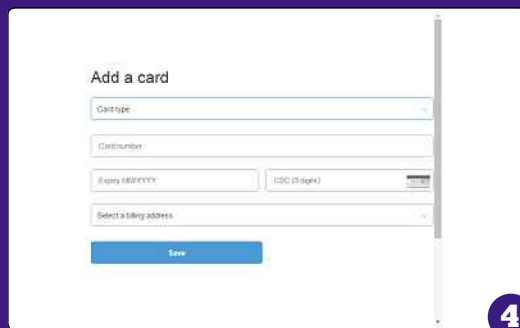 Add a card
Card type
Card number
Expiry MM/YYYY
CSC (3 digits)
Select a billing address
Save
4